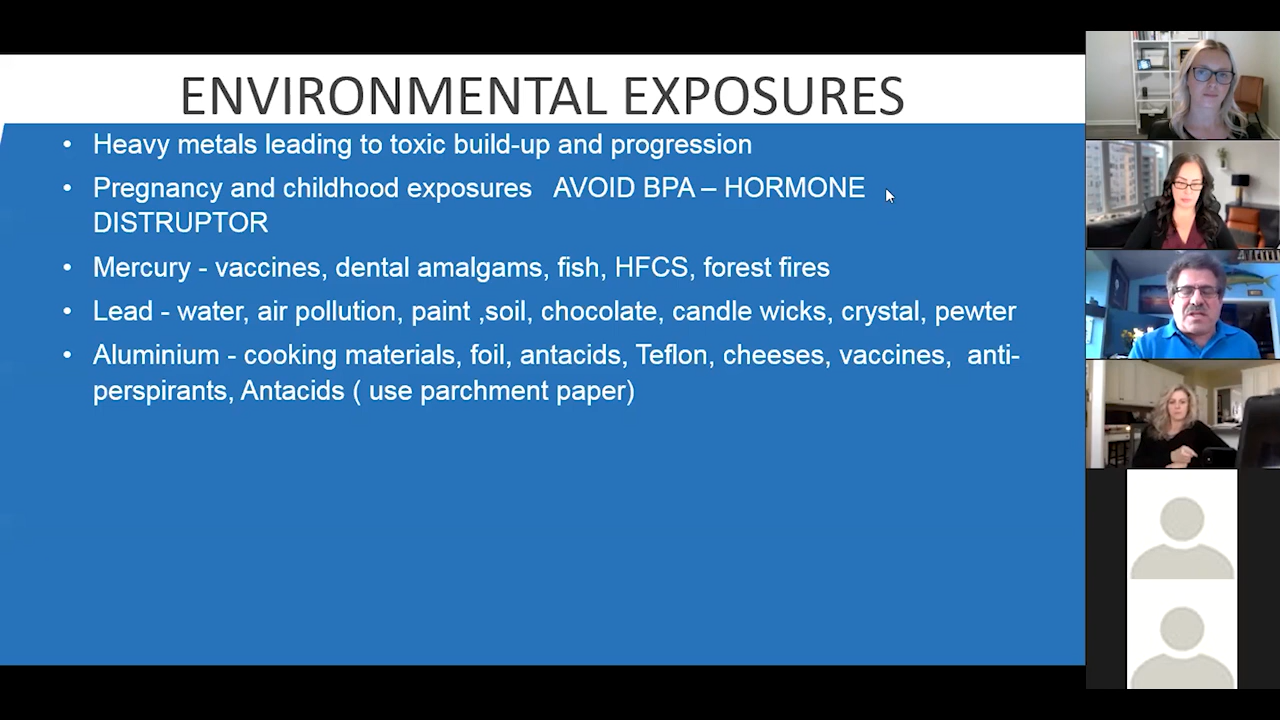 ENVIRONMENTAL EXPOSURES
• Heavy metals leading to toxic build-up and progression
• Pregnancy and childhood exposures AVOID BPA – HORMONE
DISTRUPTOR
• Mercury - vaccines, dental amalgams, fish, HFCS, forest fires
• Lead - water, air pollution, paint ,soil, chocolate, candle wicks, crystal, pewter
• Aluminium - cooking materials, foil, antacids, Teflon, cheeses, vaccines, anti-
perspirants, Antacids ( use parchment paper)